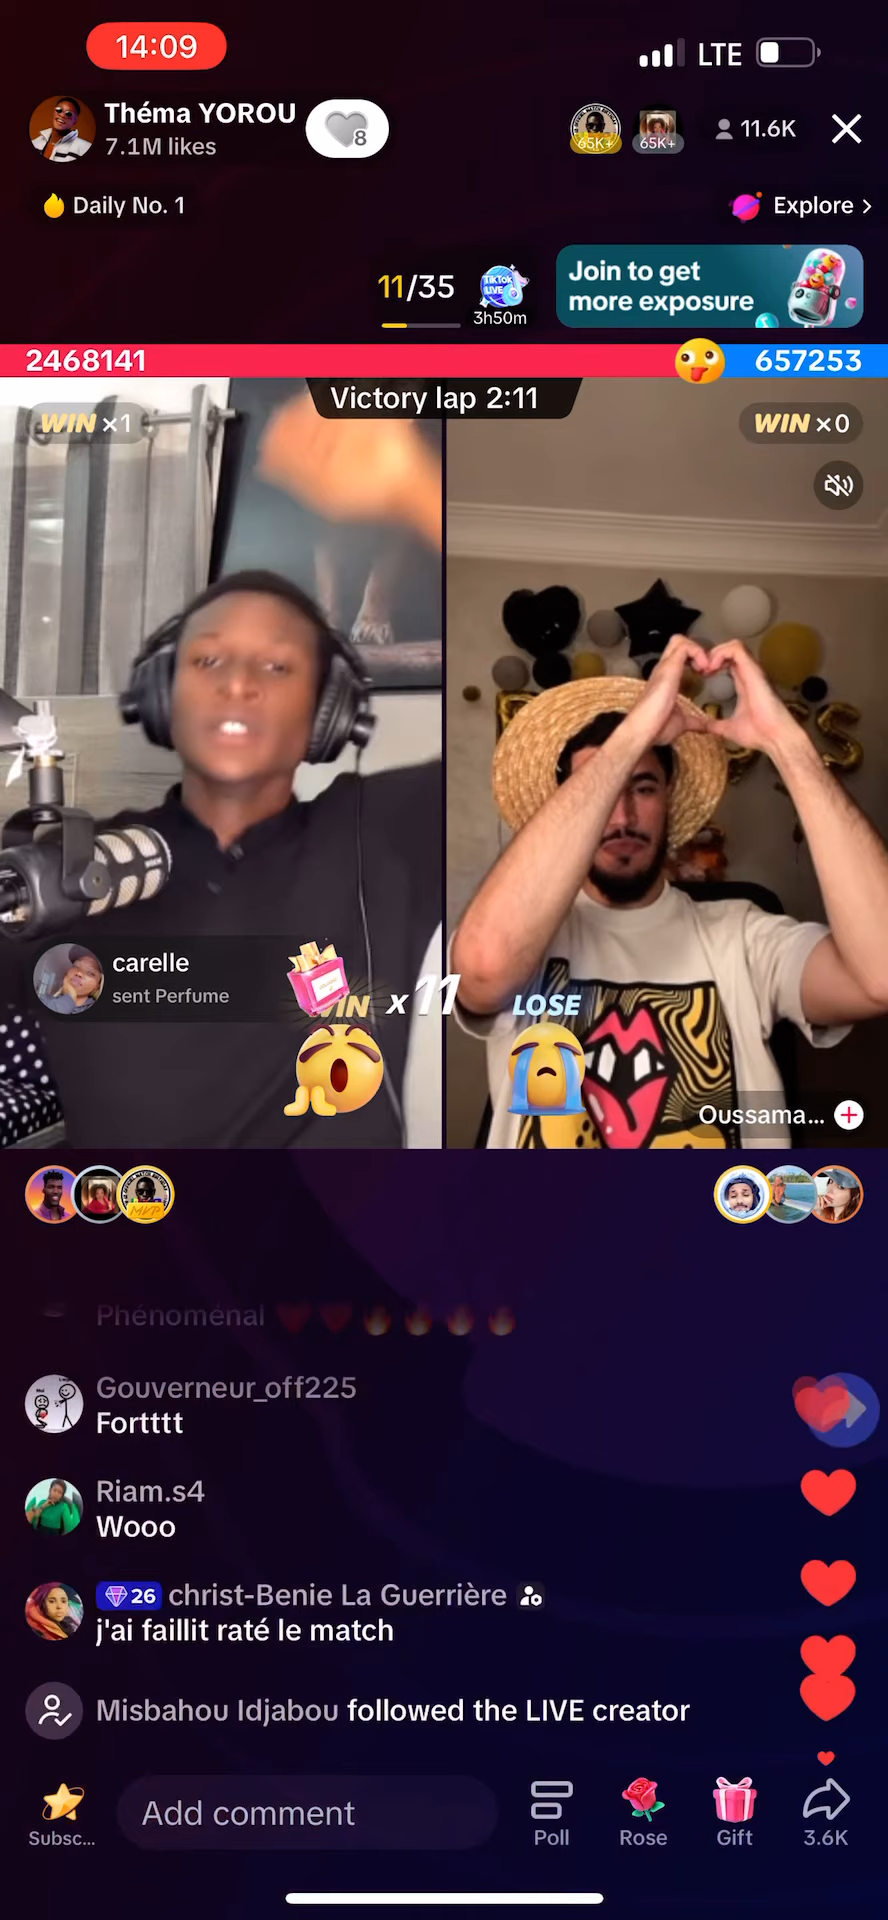 14:09
LTE
Théma YOROU
7.1M likes
8
65K+
65K+
11.6K
Daily No. 1
Explore >
11/35
TikTok LIVE
3h50m
Join to get
more exposure
2468141
657253
Victory lap 2:11
WIN x1
WIN x0
carelle
sent Perfume
WIN x11
LOSE
Oussama...
Phénoménal
Gouverneur_off225
Fortttt
Riam.s4
Wooo
26 christ-Benie La Guerrière
j'ai faillit raté le match
Misbahou Idjabou followed the LIVE creator
Subsc...
Add comment
Poll
Rose
Gift
3.6K